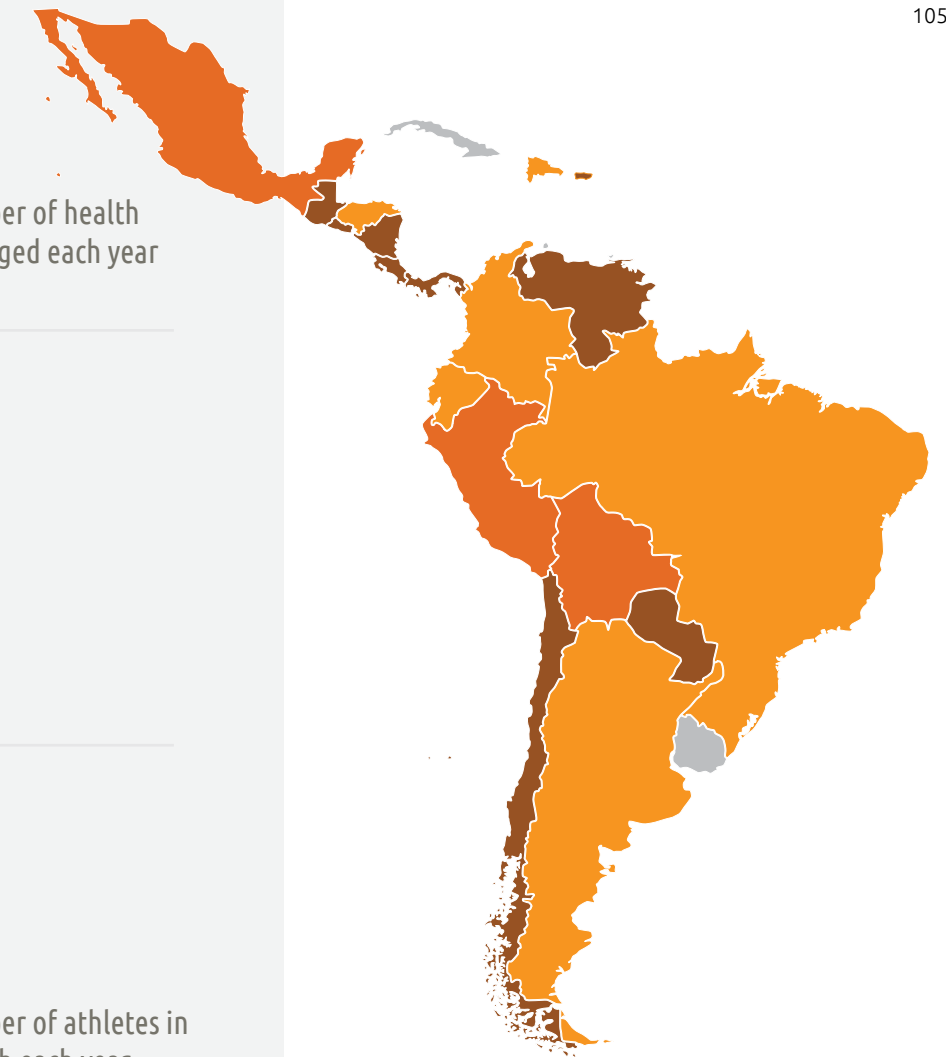 105
er of health
ged each year
er of athletes in